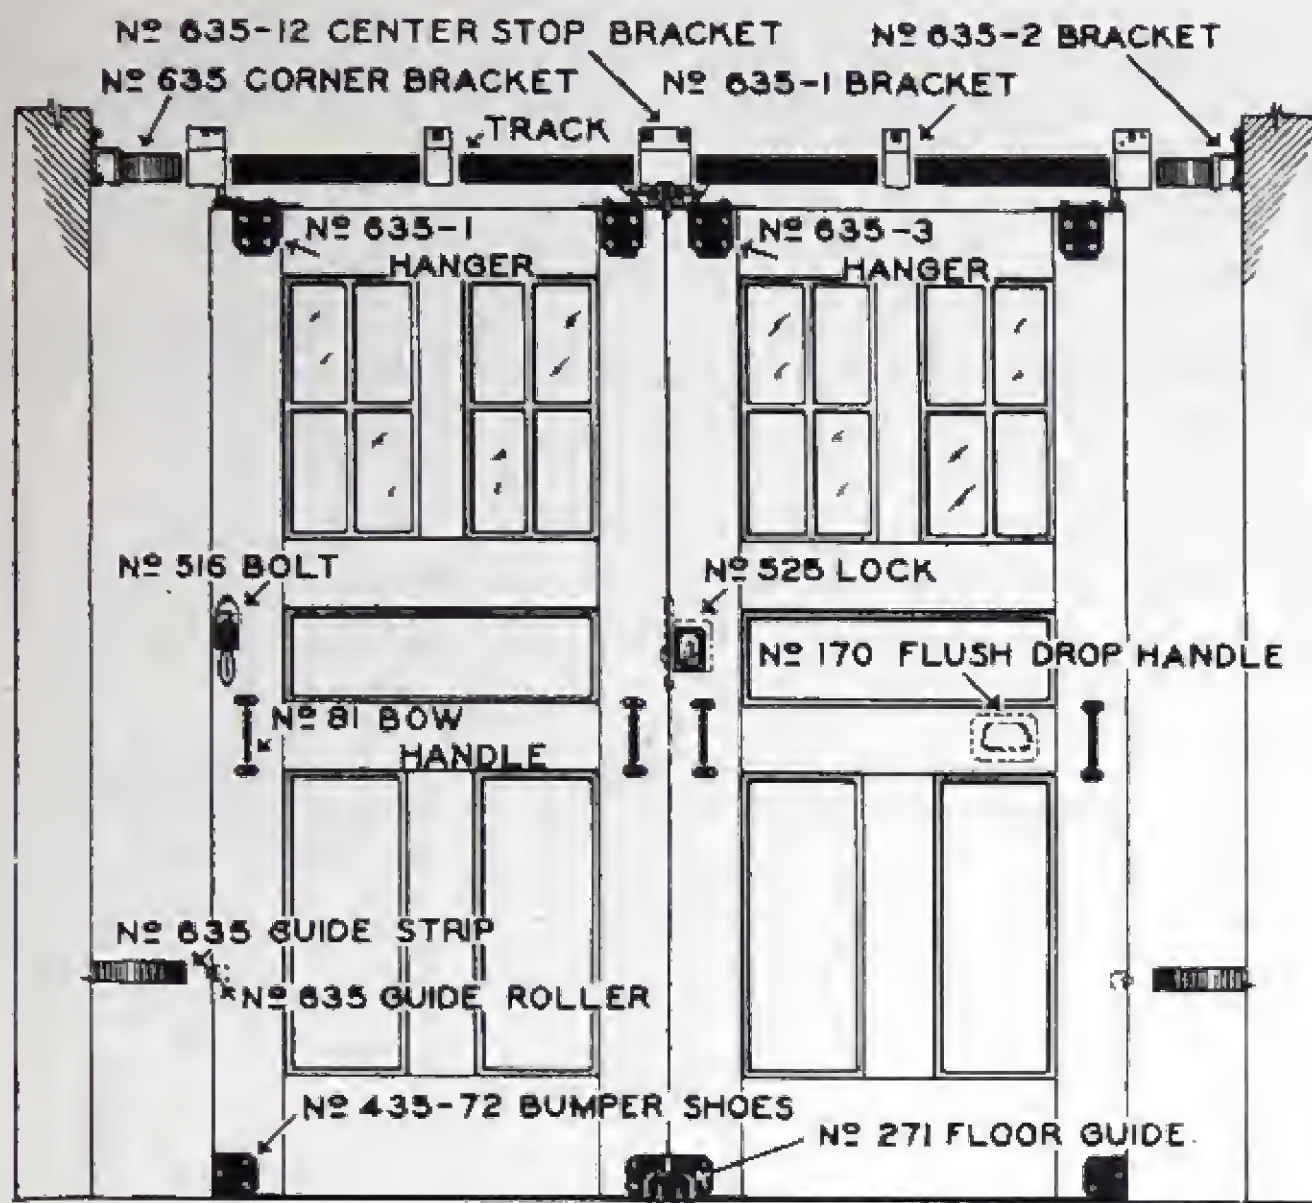 Nº 635-12 CENTER STOP BRACKET
Nº 635-2 BRACKET
Nº 635 CORNER BRACKET
Nº 635-1 BRACKET
TRACK
Nº 635-1
HANGER
Nº 635-3
HANGER
Nº 516 BOLT
Nº 525 LOCK
Nº 170 FLUSH DROP HANDLE
Nº 81 BOW
HANDLE
Nº 635 GUIDE STRIP
Nº 635 GUIDE ROLLER
Nº 435-72 BUMPER SHOES
Nº 271 FLOOR GUIDE.